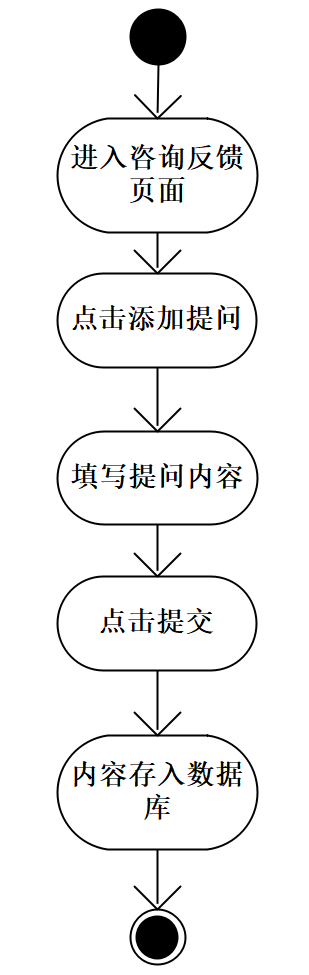 进入咨询反馈
页面
点击添加提问
填写提问内容
点击提交
内容存入数据
库